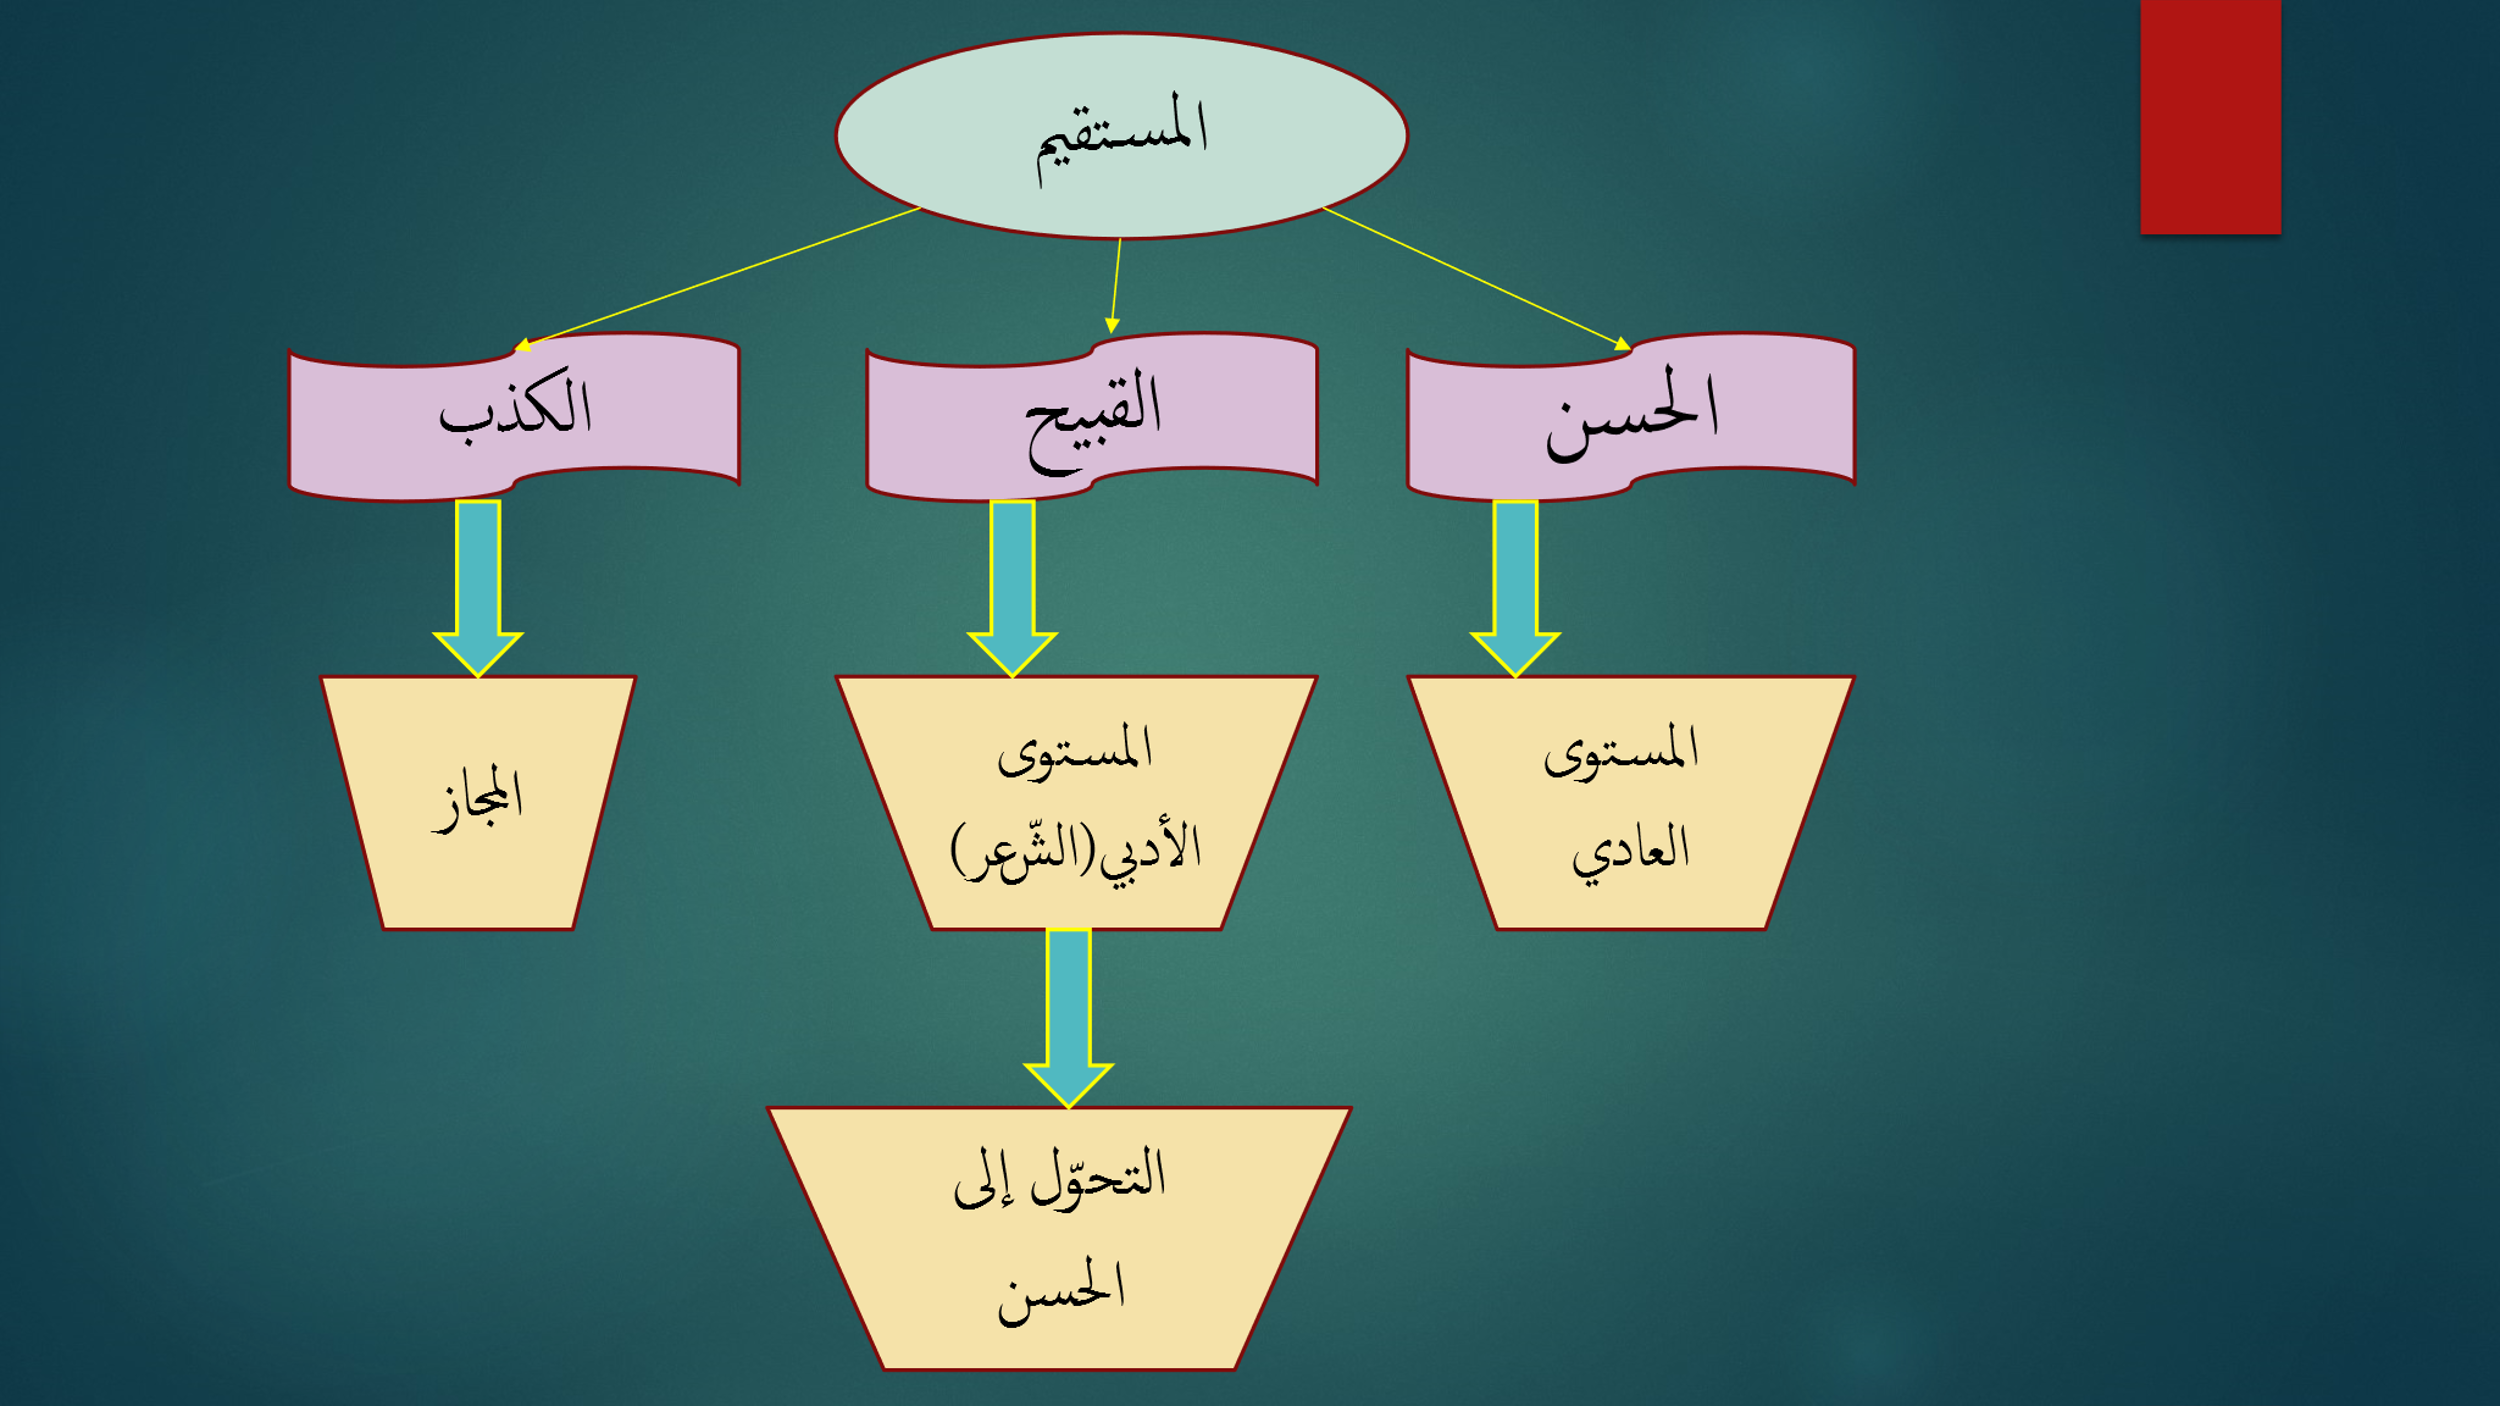 المستقيم
الحسن
القبيح
الكذب
المستوى
العادي
المستوى
الأدبي(الشّعر)
المجاز
التحوّل إلى
الحسن